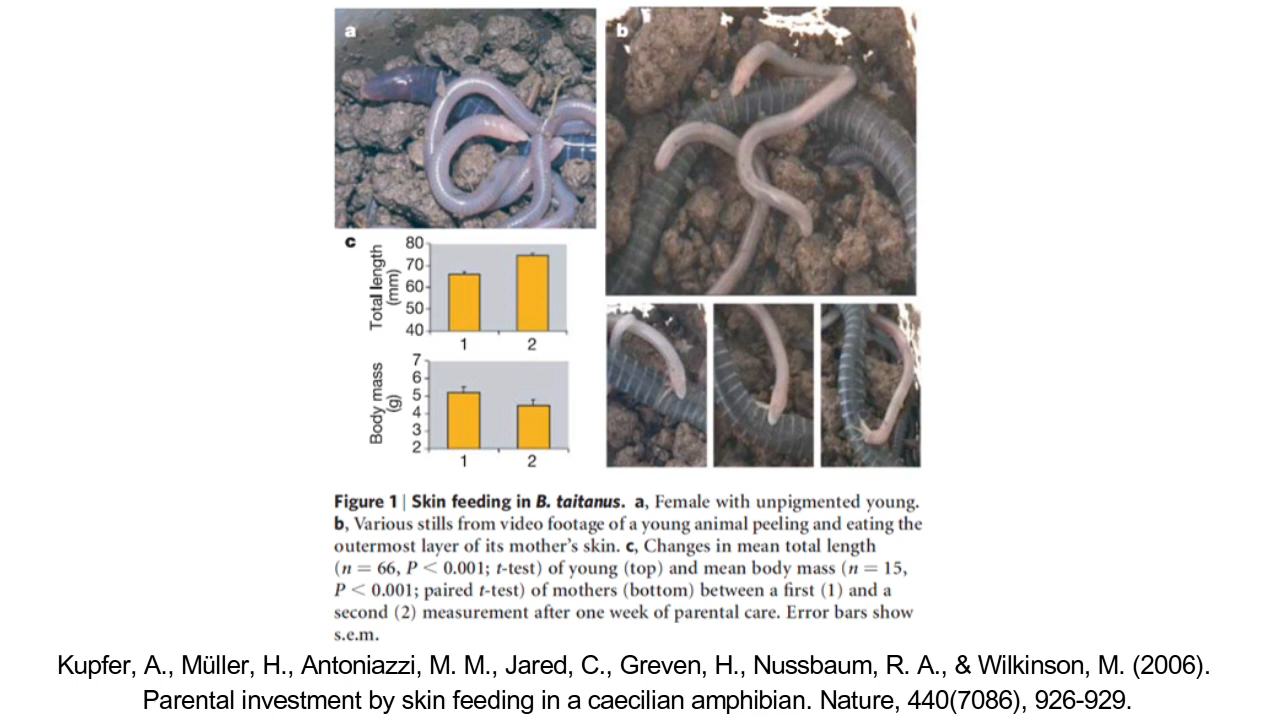 a
b
c
Total length
(mm)
80
70
60
50
40
1 2
Body mass
(g)
7
6
5
4
3
2
1 2
Figure 1 | Skin feeding in B. taitanus. a, Female with unpigmented young.
b, Various stills from video footage of a young animal peeling and eating the
outermost layer of its mother's skin. c, Changes in mean total length
(n = 66, P < 0.001; t-test) of young (top) and mean body mass (n = 15,
P < 0.001; paired t-test) of mothers (bottom) between a first (1) and a
second (2) measurement after one week of parental care. Error bars show
s.e.m.
Kupfer, A., Müller, H., Antoniazzi, M. M., Jared, C., Greven, H., Nussbaum, R. A., & Wilkinson, M. (2006).
Parental investment by skin feeding in a caecilian amphibian. Nature, 440(7086), 926-929.